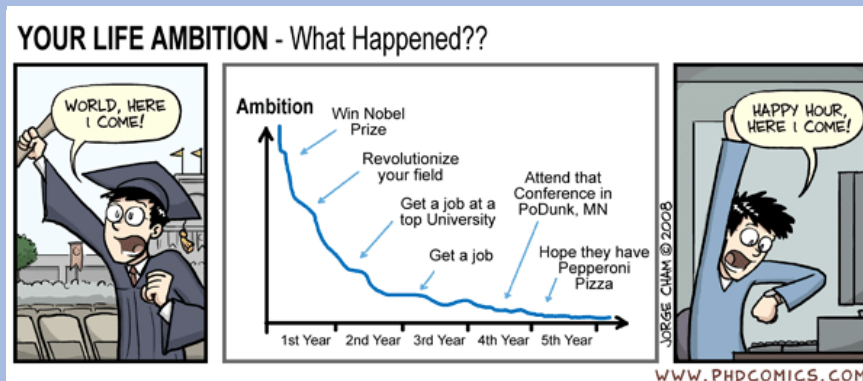 YOUR LIFE AMBITION - What Happened??
WORLD, HERE
I COME!
Ambition
Win Nobel
Prize
Revolutionize
your field
Get a job at a
top University
Get a job
Attend that
Conference in
PoDunk, MN
Hope they have
Pepperoni
Pizza
1st Year 2nd Year 3rd Year 4th Year 5th Year
JORGE CHAM © 2008
HAPPY HOUR,
HERE I COME!
WWW.PHDCOMICS.COM